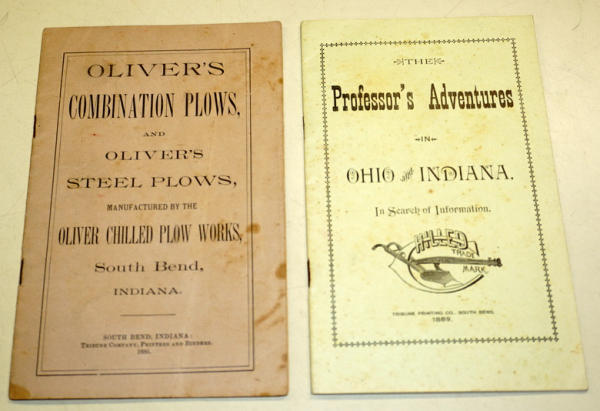 OLIVER'S
COMBINATION PLOWS,
AND
OLIVER'S
STEEL PLOWS,
MANUFACTURED BY THE
OLIVER CHILLED PLOW WORKS,
South Bend,
INDIANA.
SOUTH BEND, INDIANA:
TRIBUNE COMPANY, PRINTERS AND BINDERS.
THE
Professor's Adventures
IN
OHIO and INDIANA.
In Search of Information.
CHILLED
TRADE
MARK.
TRIBUNE PRINTING CO., SOUTH BEND.
1889.